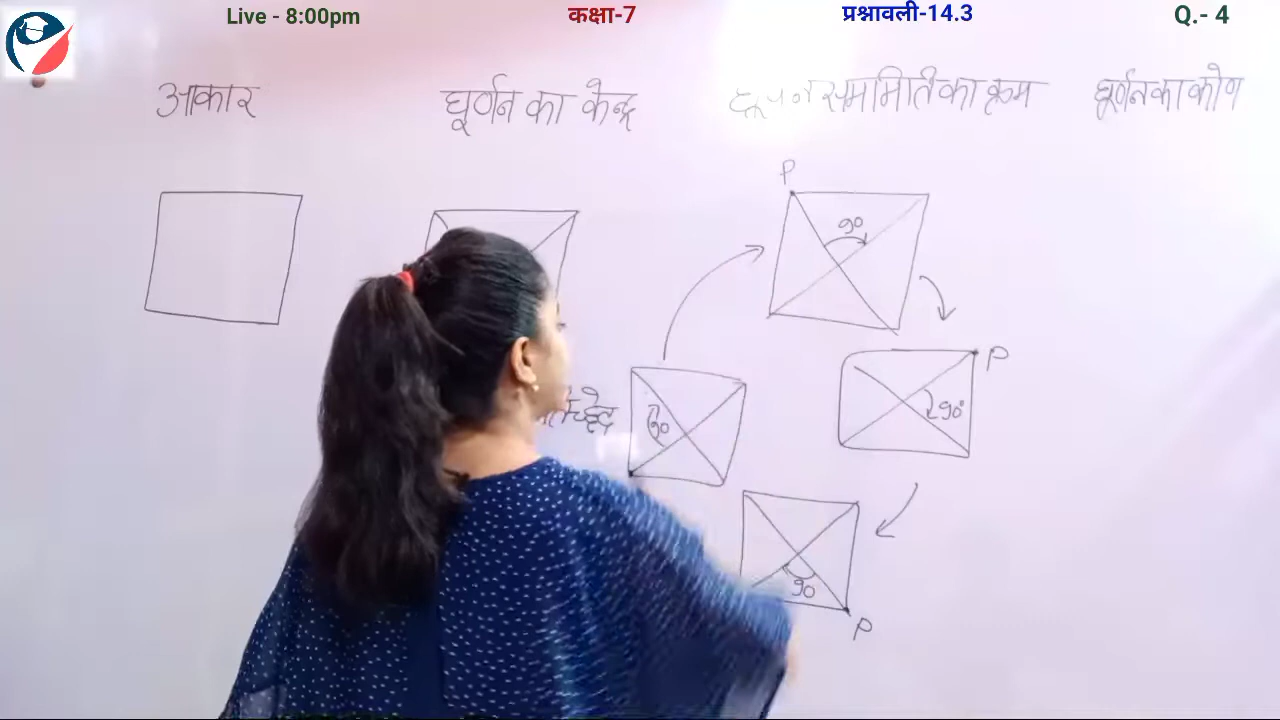 Live - 8:00pm कक्षा-7 प्रश्नावली-14.3 Q.- 4
आकार घूर्णन का केन्द्र समामिति का क्रम घूर्णन का कोण
P
90
P
90°
90
90
P